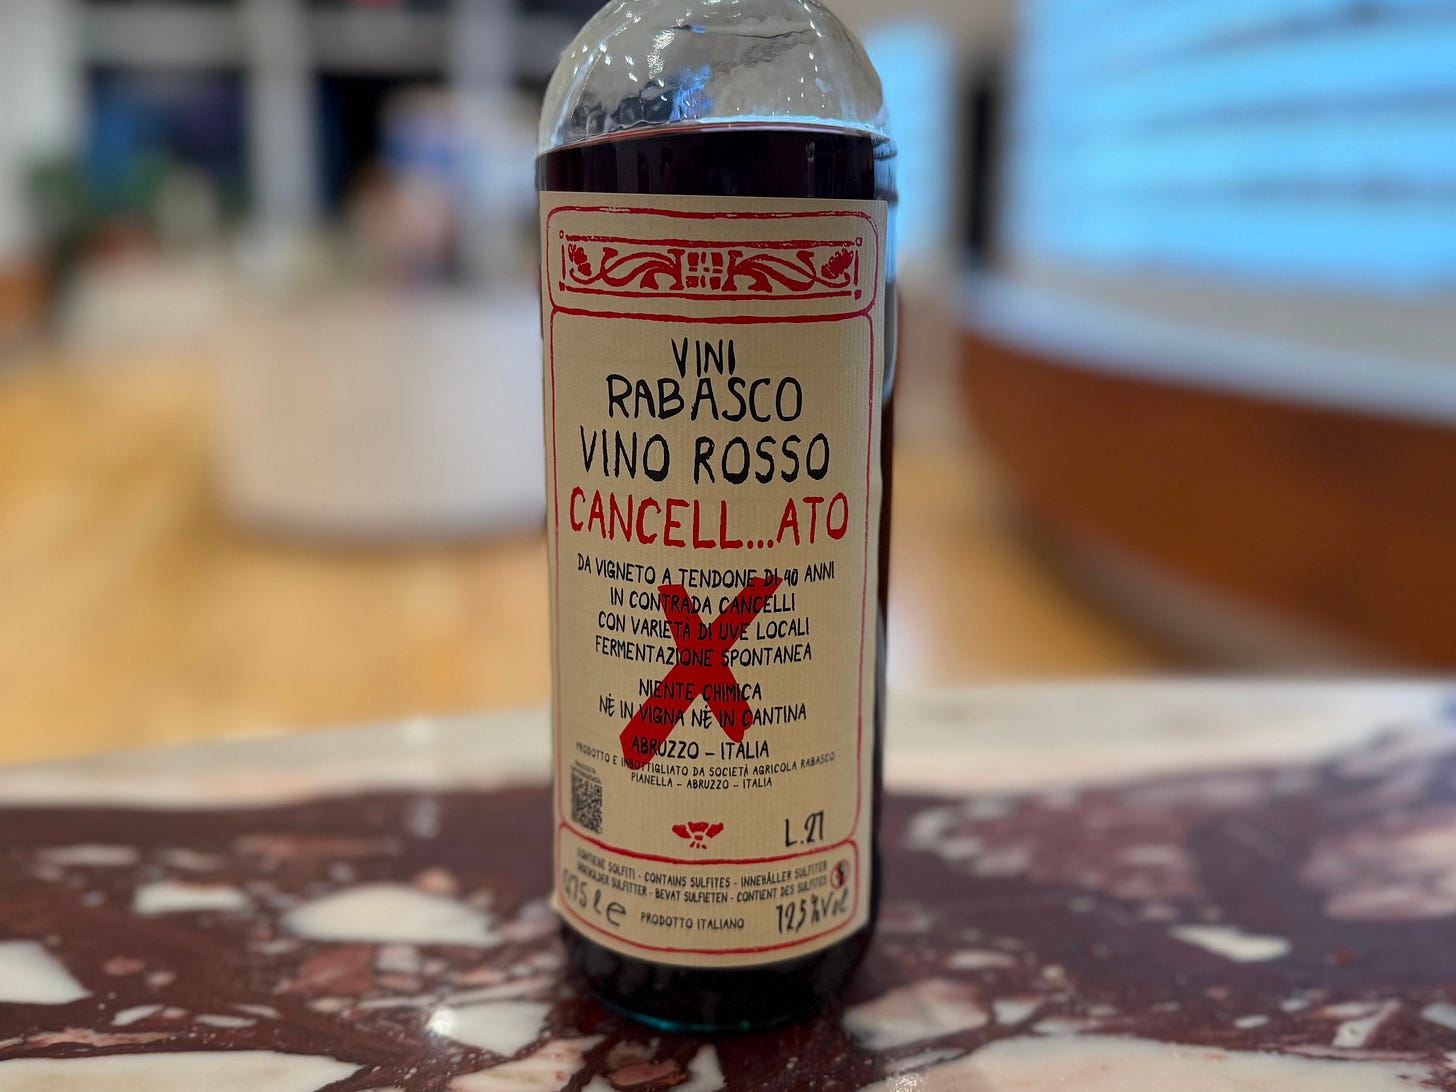 VINI
RABASCO
VINO ROSSO
CANCELL...ATO
DA VIGNETO A TENDONE DI 40 ANNI
IN CONTRADA CANCELLI
CON VARIETÀ DI UVE LOCALI
FERMENTAZIONE SPONTANEA
NIENTE CHIMICA
NÈ IN VIGNA NÈ IN CANTINA
ABRUZZO – ITALIA
PRODOTTO E IMBOTTIGLIATO DA SOCIETÀ AGRICOLA RABASCO
PIANELLA – ABRUZZO – ITALIA
L.21
CONTIENE SOLFITI - CONTAINS SULFITES - INNEHÅLLER SULFITER
INDEHOLDER SULFITTER - BEVAT SULFIETEN - CONTIENT DES SULFITES
0,75 l e PRODOTTO ITALIANO 12,5% Vol